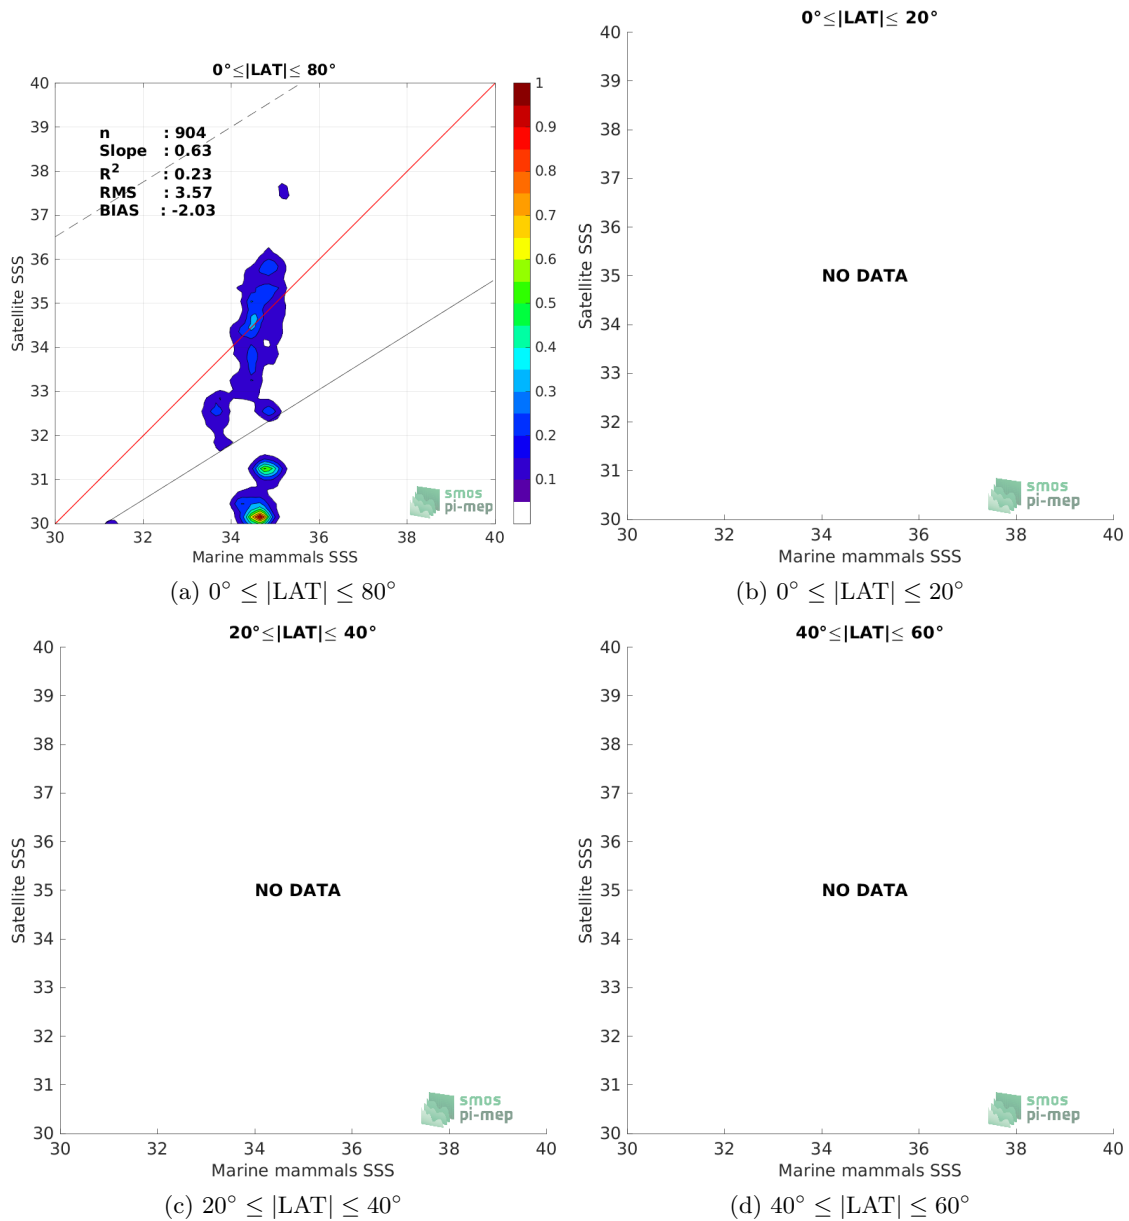 0°≤|LAT|≤ 80°
n : 904
Slope : 0.63
R² : 0.23
RMS : 3.57
BIAS : -2.03
40
39
38
37
36
35
34
33
32
31
30
30 32 34 36 38 40
Satellite SSS
Marine mammals SSS
1
0.9
0.8
0.7
0.6
0.5
0.4
0.3
0.2
0.1
smos
pi-mep
(a) 0° ≤ |LAT| ≤ 80°
0°≤|LAT|≤ 20°
40
39
38
37
36
35
34
33
32
31
30
30 32 34 36 38 40
Satellite SSS
Marine mammals SSS
NO DATA
smos
pi-mep
(b) 0° ≤ |LAT| ≤ 20°
20°≤|LAT|≤ 40°
40
39
38
37
36
35
34
33
32
31
30
30 32 34 36 38 40
Satellite SSS
Marine mammals SSS
NO DATA
smos
pi-mep
(c) 20° ≤ |LAT| ≤ 40°
40°≤|LAT|≤ 60°
40
39
38
37
36
35
34
33
32
31
30
30 32 34 36 38 40
Satellite SSS
Marine mammals SSS
NO DATA
smos
pi-mep
(d) 40° ≤ |LAT| ≤ 60°